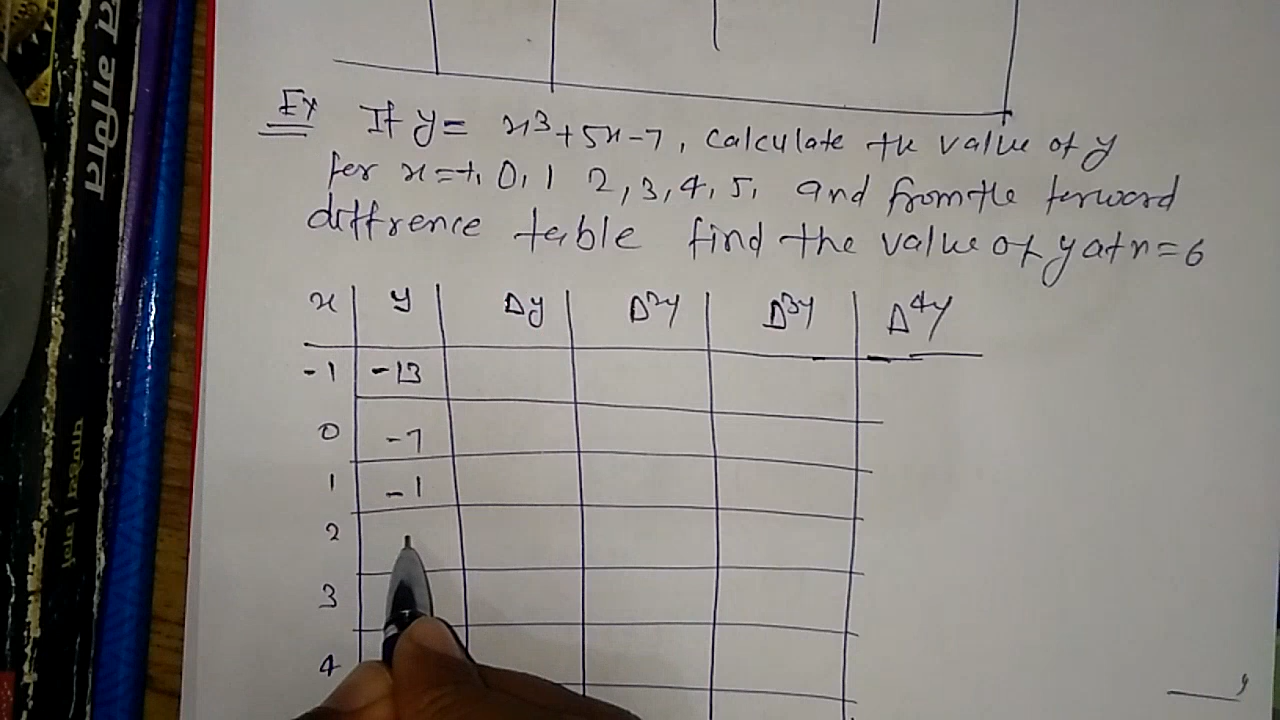 Ex If y = x³+5x-7, calculate the value of y
for x=-1, 0, 1 2, 3, 4, 5, and from the forword
diffrence table find the value of y at x=6
x y Δy Δ²y Δ³y Δ⁴y
-1 -13
0 -7
1 -1
2
3
4